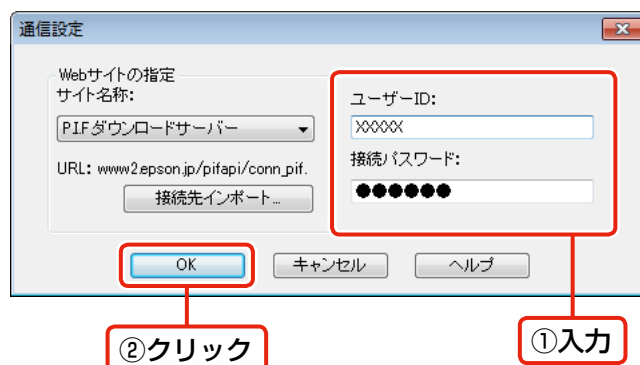 通信設定
Webサイトの指定
サイト名称:
P.I.F.ダウンロードサーバー
URL: www2.epson.jp/pifapi/conn_pif.
接続先インポート...
ユーザーID:
XXXXX
接続パスワード:
●●●●●●
OK
キャンセル
ヘルプ
②クリック
①入力